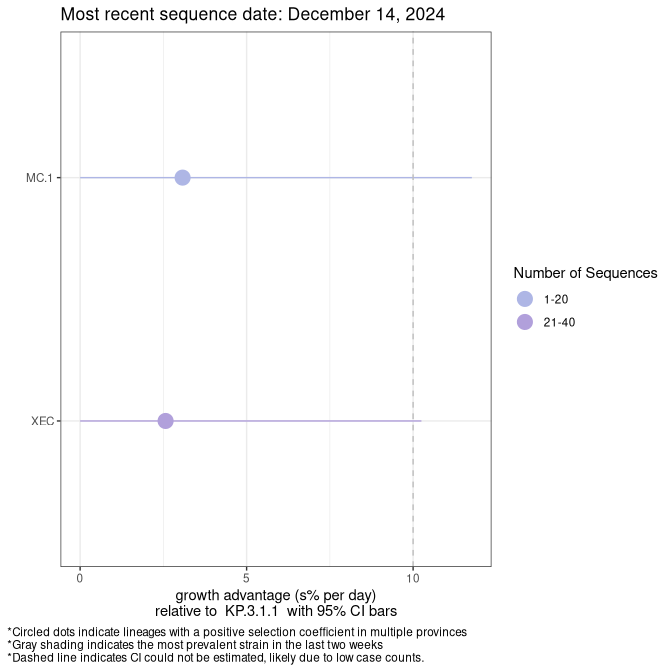 Most recent sequence date: December 14, 2024
MC.1
XEC
Number of Sequences
1-20
21-40
0 5 10
growth advantage (s% per day)
relative to  KP.3.1.1  with 95% CI bars
*Circled dots indicate lineages with a positive selection coefficient in multiple provinces
*Gray shading indicates the most prevalent strain in the last two weeks
*Dashed line indicates CI could not be estimated, likely due to low case counts.